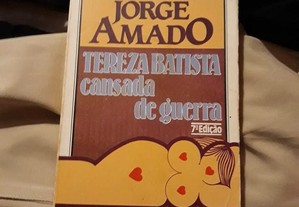 JORGE
AMADO
TEREZA BATISTA
cansada
de guerra
7ª Edição